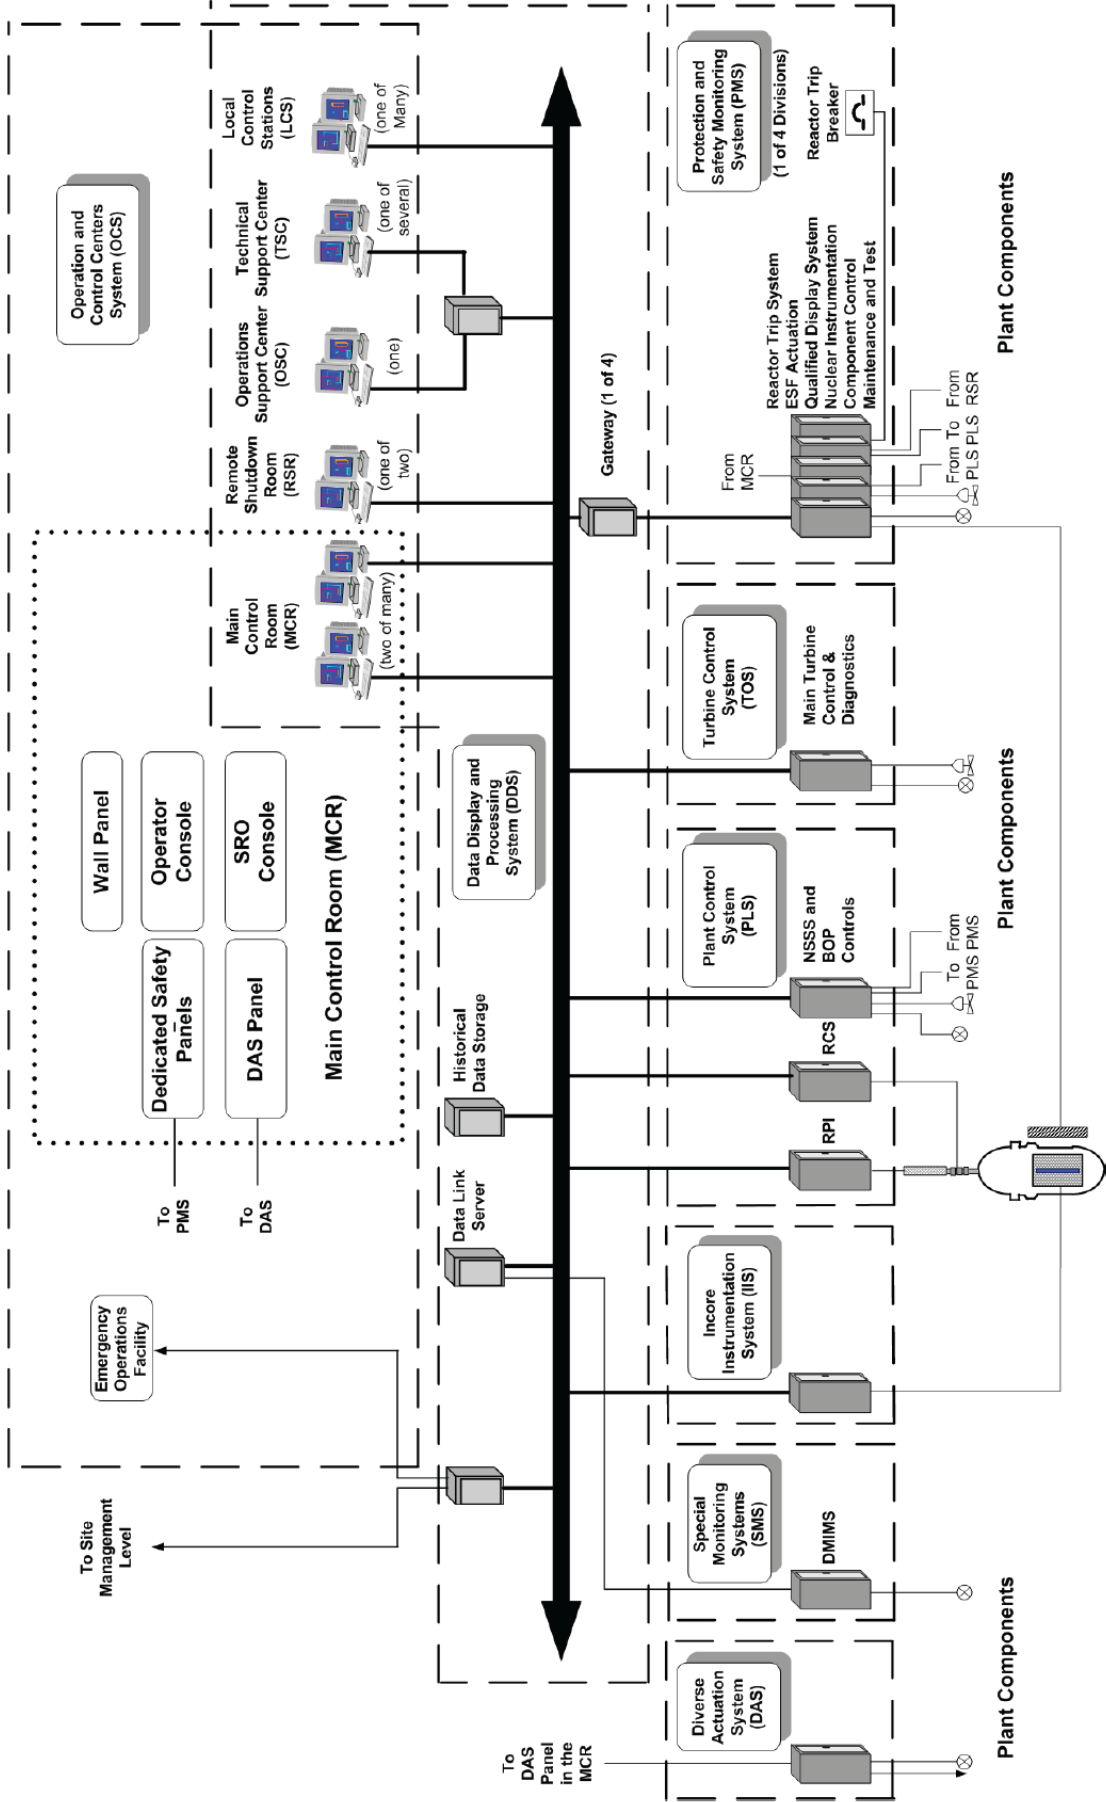 Operation and
Control Centers
System (OCS)
Wall Panel
Dedicated Safety
Panels
Operator
Console
DAS Panel
SRO
Console
Main Control Room (MCR)
To
PMS
To
DAS
Emergency
Operations
Facility
To Site
Management
Level
Main
Control
Room
(MCR)
(two of many)
Remote
Shutdown
Room
(RSR)
(one of
two)
Operations
Support Center
(OSC)
(one)
Technical
Support Center
(TSC)
(one of
several)
Local
Control
Stations
(LCS)
(one of
Many)
Data Link
Server
Historical
Data Storage
Data Display and
Processing
System (DDS)
Gateway (1 of 4)
To
DAS
Panel
in the
MCR
Diverse
Actuation
System
(DAS)
Special
Monitoring
Systems
(SMS)
DMIMS
Incore
Instrumentation
System (IIS)
RPI
RCS
Plant Control
System
(PLS)
NSSS and
BOP
Controls
To From
PMS PMS
Turbine Control
System
(TOS)
Main Turbine
Control &
Diagnostics
Protection and
Safety Monitoring
System (PMS)
(1 of 4 Divisions)
Reactor Trip
Breaker
From
MCR
Reactor Trip System
ESF Actuation
Qualified Display System
Nuclear Instrumentation
Component Control
Maintenance and Test
From To From
PLS PLS RSR
Plant Components
Plant Components
Plant Components